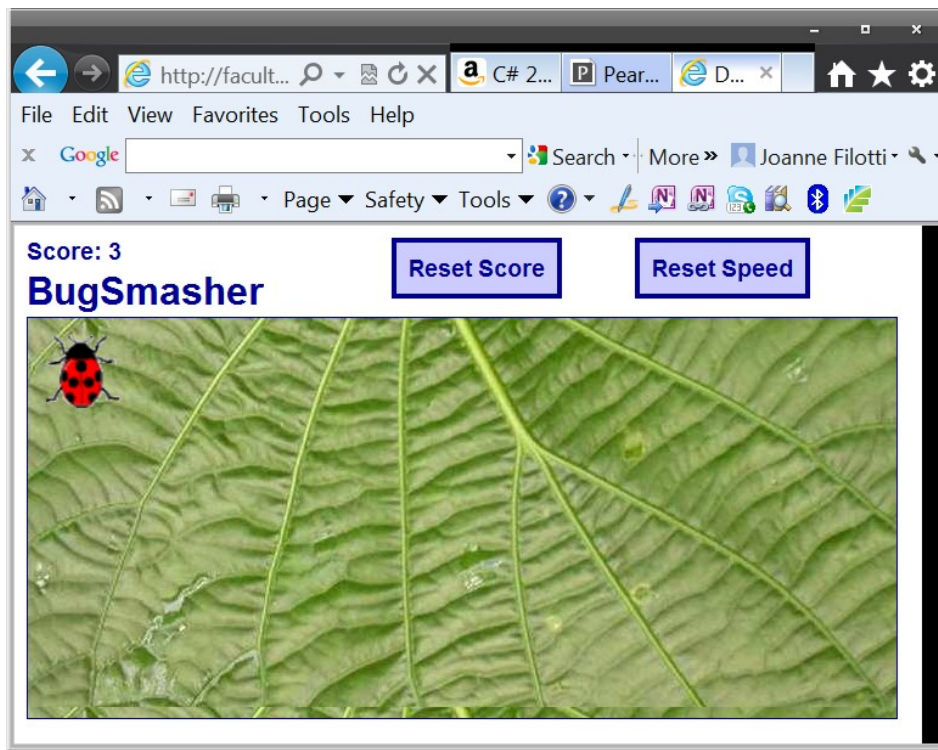 http://facult... a C# 2... P Pear... D... ×
File Edit View Favorites Tools Help
x Google Search More » Joanne Filotti
Page Safety Tools ?
Score: 3
Reset Score Reset Speed
BugSmasher